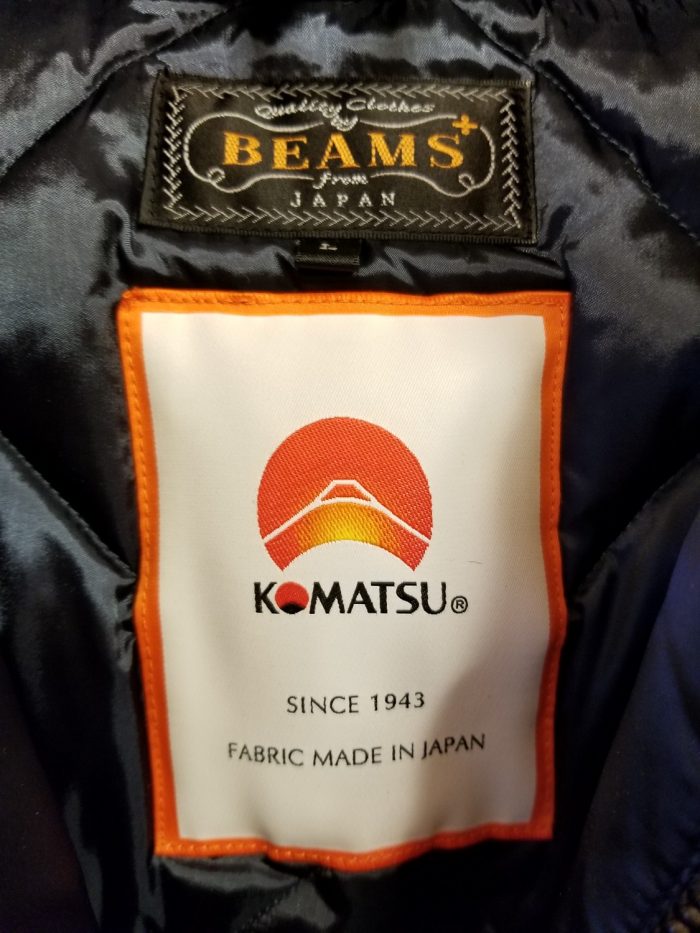 Quality Clothes
by
BEAMS+
from
JAPAN
L
KOMATSU®
SINCE 1943
FABRIC MADE IN JAPAN